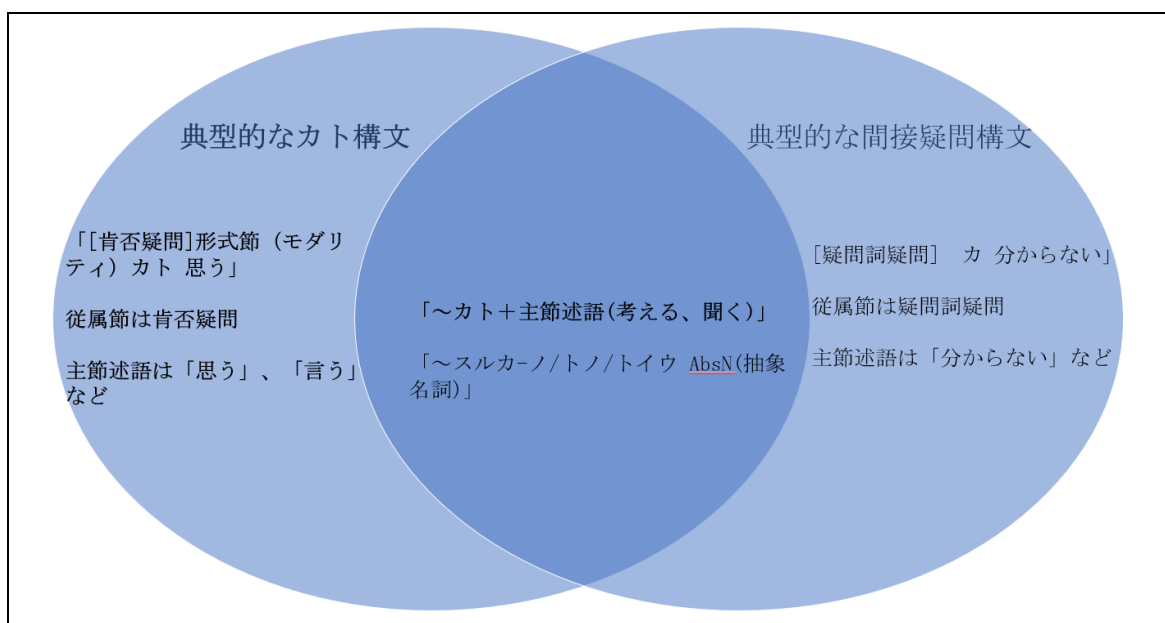 典型的なカト構文
「[肯否疑問]形式節（モダリ
ティ）カト 思う」
従属節は肯否疑問
主節述語は「思う」、「言う」
など
「～カト＋主節述語(考える、聞く)」
「～スルカ-ノ/トノ/トイウ AbsN(抽象
名詞)」
典型的な間接疑問構文
[疑問詞疑問]　カ 分からない」
従属節は疑問詞疑問
主節述語は「分からない」など